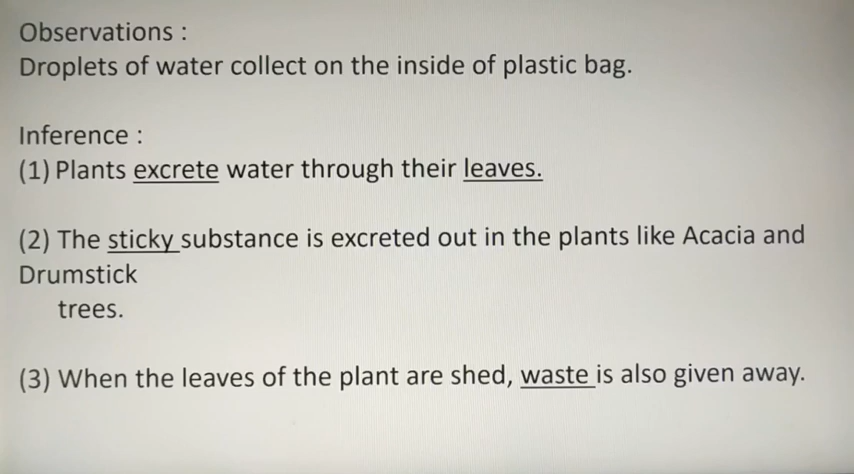 Observations :
Droplets of water collect on the inside of plastic bag.
Inference :
(1) Plants excrete water through their leaves.
(2) The sticky substance is excreted out in the plants like Acacia and
Drumstick
trees.
(3) When the leaves of the plant are shed, waste is also given away.